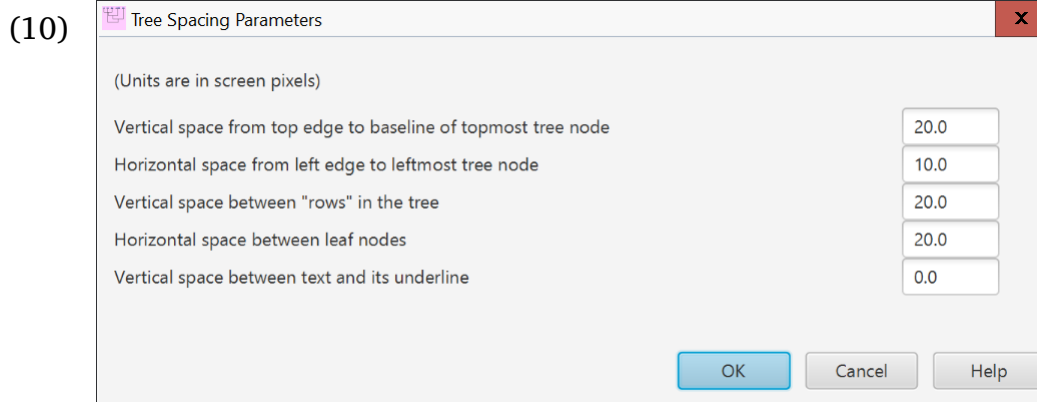 (10)
Tree Spacing Parameters x
(Units are in screen pixels)
Vertical space from top edge to baseline of topmost tree node 20.0
Horizontal space from left edge to leftmost tree node 10.0
Vertical space between "rows" in the tree 20.0
Horizontal space between leaf nodes 20.0
Vertical space between text and its underline 0.0
OK Cancel Help